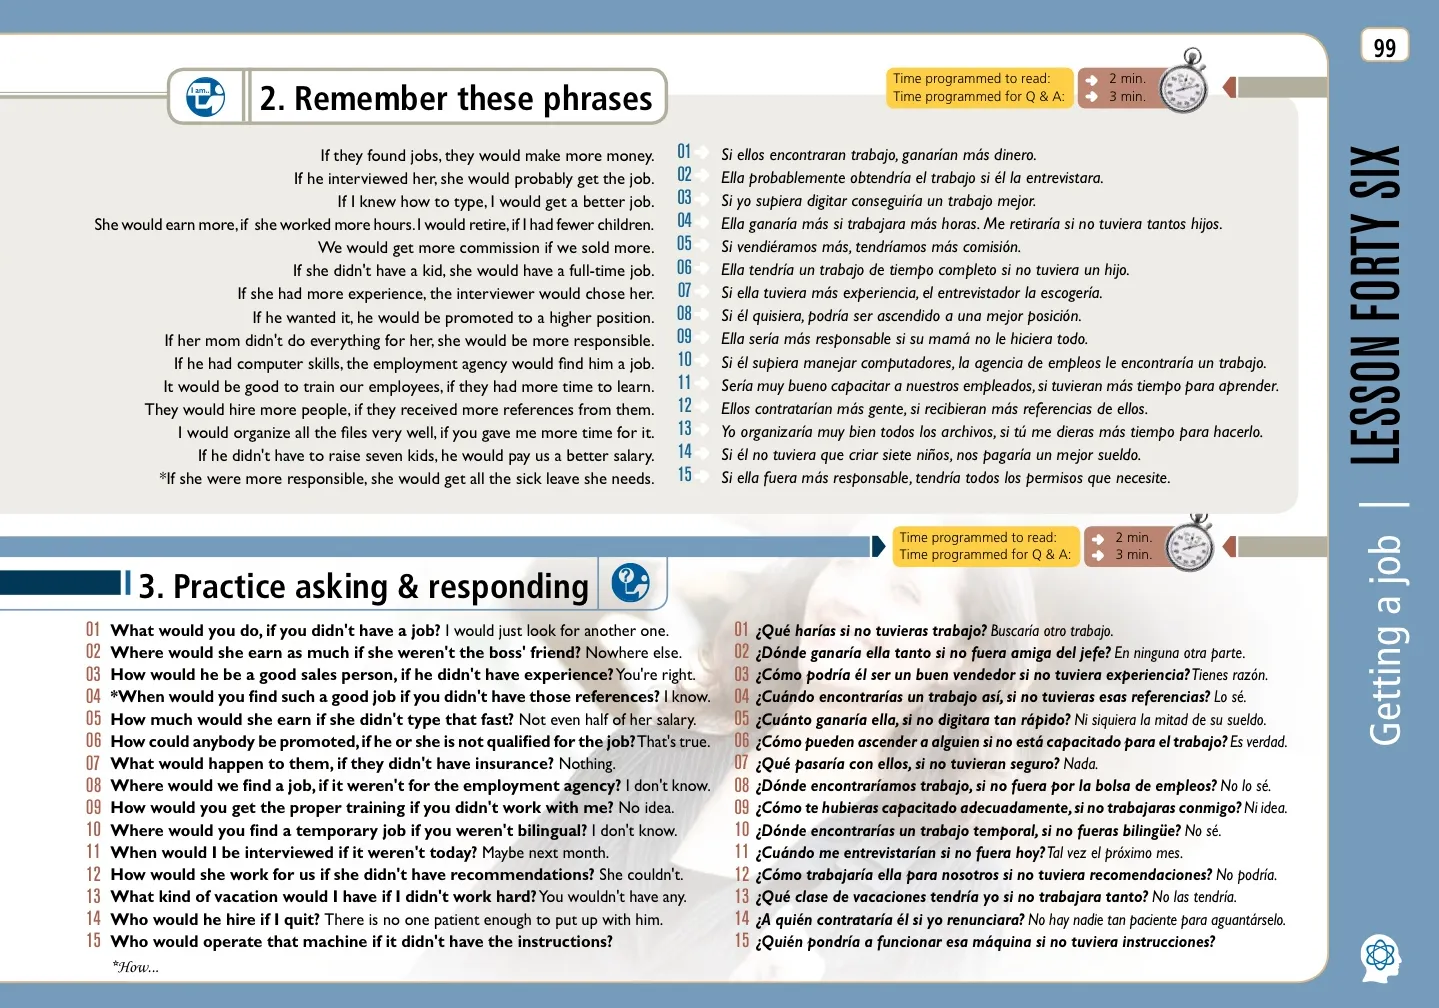 99
2. Remember these phrases
Time programmed to read: 2 min.
Time programmed for Q & A: 3 min.
I am..
If they found jobs, they would make more money. 01 Si ellos encontraran trabajo, ganarían más dinero.
If he interviewed her, she would probably get the job. 02 Ella probablemente obtendría el trabajo si él la entrevistara.
If I knew how to type, I would get a better job. 03 Si yo supiera digitar conseguiría un trabajo mejor.
She would earn more, if she worked more hours. I would retire, if I had fewer children. 04 Ella ganaría más si trabajara más horas. Me retiraría si no tuviera tantos hijos.
We would get more commission if we sold more. 05 Si vendiéramos más, tendríamos más comisión.
If she didn't have a kid, she would have a full-time job. 06 Ella tendría un trabajo de tiempo completo si no tuviera un hijo.
If she had more experience, the interviewer would chose her. 07 Si ella tuviera más experiencia, el entrevistador la escogería.
If he wanted it, he would be promoted to a higher position. 08 Si él quisiera, podría ser ascendido a una mejor posición.
If her mom didn't do everything for her, she would be more responsible. 09 Ella sería más responsable si su mamá no le hiciera todo.
If he had computer skills, the employment agency would find him a job. 10 Si él supiera manejar computadores, la agencia de empleos le encontraría un trabajo.
It would be good to train our employees, if they had more time to learn. 11 Sería muy bueno capacitar a nuestros empleados, si tuvieran más tiempo para aprender.
They would hire more people, if they received more references from them. 12 Ellos contratarían más gente, si recibieran más referencias de ellos.
I would organize all the files very well, if you gave me more time for it. 13 Yo organizaría muy bien todos los archivos, si tú me dieras más tiempo para hacerlo.
If he didn't have to raise seven kids, he would pay us a better salary. 14 Si él no tuviera que criar siete niños, nos pagaría un mejor sueldo.
*If she were more responsible, she would get all the sick leave she needs. 15 Si ella fuera más responsable, tendría todos los permisos que necesite.
Time programmed to read: 2 min.
Time programmed for Q & A: 3 min.
3. Practice asking & responding
?
01 What would you do, if you didn't have a job? I would just look for another one.
02 Where would she earn as much if she weren't the boss' friend? Nowhere else.
03 How would he be a good sales person, if he didn't have experience? You're right.
04 *When would you find such a good job if you didn't have those references? I know.
05 How much would she earn if she didn't type that fast? Not even half of her salary.
06 How could anybody be promoted, if he or she is not qualified for the job? That's true.
07 What would happen to them, if they didn't have insurance? Nothing.
08 Where would we find a job, if it weren't for the employment agency? I don't know.
09 How would you get the proper training if you didn't work with me? No idea.
10 Where would you find a temporary job if you weren't bilingual? I don't know.
11 When would I be interviewed if it weren't today? Maybe next month.
12 How would she work for us if she didn't have recommendations? She couldn't.
13 What kind of vacation would I have if I didn't work hard? You wouldn't have any.
14 Who would he hire if I quit? There is no one patient enough to put up with him.
15 Who would operate that machine if it didn't have the instructions?
*How...
01 ¿Qué harías si no tuvieras trabajo? Buscaría otro trabajo.
02 ¿Dónde ganaría ella tanto si no fuera amiga del jefe? En ninguna otra parte.
03 ¿Cómo podría él ser un buen vendedor si no tuviera experiencia? Tienes razón.
04 ¿Cuándo encontrarías un trabajo así, si no tuvieras esas referencias? Lo sé.
05 ¿Cuánto ganaría ella, si no digitara tan rápido? Ni siquiera la mitad de su sueldo.
06 ¿Cómo pueden ascender a alguien si no está capacitado para el trabajo? Es verdad.
07 ¿Qué pasaría con ellos, si no tuvieran seguro? Nada.
08 ¿Dónde encontraríamos trabajo, si no fuera por la bolsa de empleos? No lo sé.
09 ¿Cómo te hubieras capacitado adecuadamente, si no trabajaras conmigo? Ni idea.
10 ¿Dónde encontrarías un trabajo temporal, si no fueras bilingüe? No sé.
11 ¿Cuándo me entrevistarían si no fuera hoy? Tal vez el próximo mes.
12 ¿Cómo trabajaría ella para nosotros si no tuviera recomendaciones? No podría.
13 ¿Qué clase de vacaciones tendría yo si no trabajara tanto? No las tendría.
14 ¿A quién contrataría él si yo renunciara? No hay nadie tan paciente para aguantárselo.
15 ¿Quién pondría a funcionar esa máquina si no tuviera instrucciones?
Getting a job | LESSON FORTY SIX